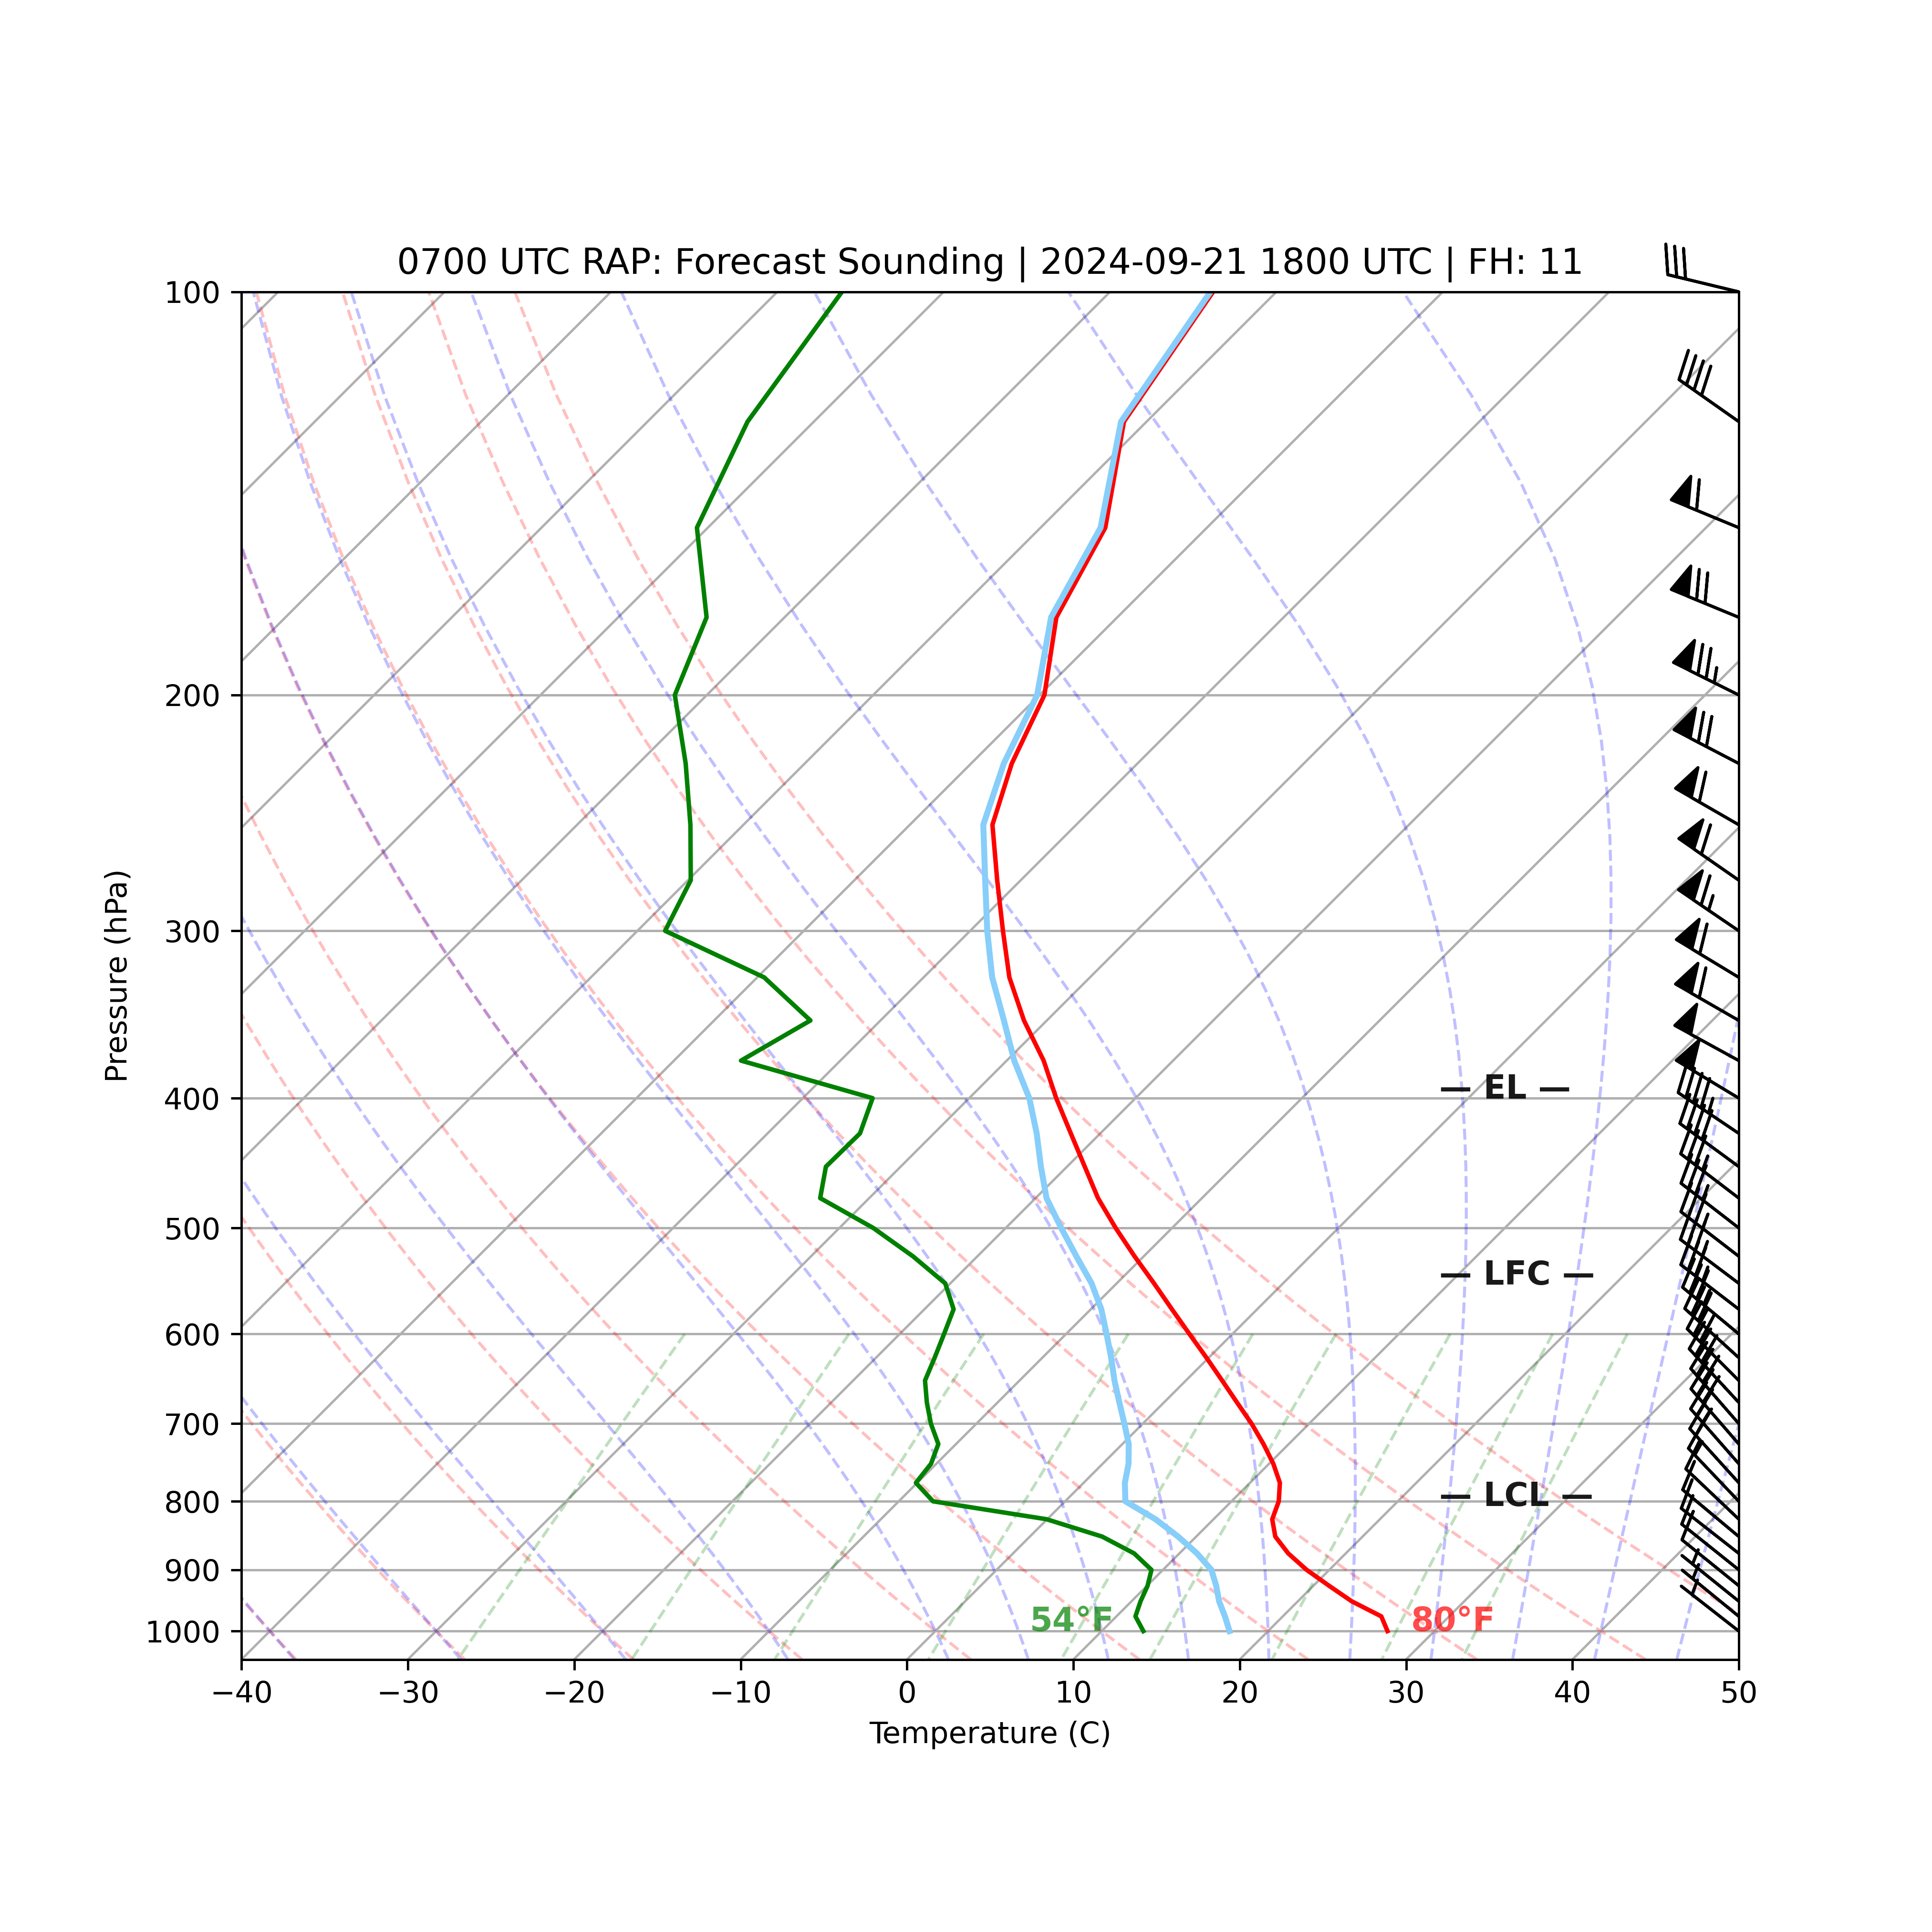 0700 UTC RAP: Forecast Sounding | 2024-09-21 1800 UTC | FH: 11
100
200
300
— EL —
400
500
— LFC —
600
700
— LCL —
800
900
54°F 80°F
1000
−40 −30 −20 −10 0 10 20 30 40 50
Temperature (C)
Pressure (hPa)